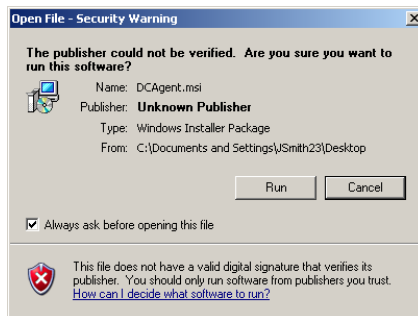 Open File - Security Warning
The publisher could not be verified. Are you sure you want to
run this software?
Name: DCAgent.msi
Publisher: Unknown Publisher
Type: Windows Installer Package
From: C:\Documents and Settings\JSmith23\Desktop
Run Cancel
Always ask before opening this file
This file does not have a valid digital signature that verifies its
publisher. You should only run software from publishers you trust.
How can I decide what software to run?